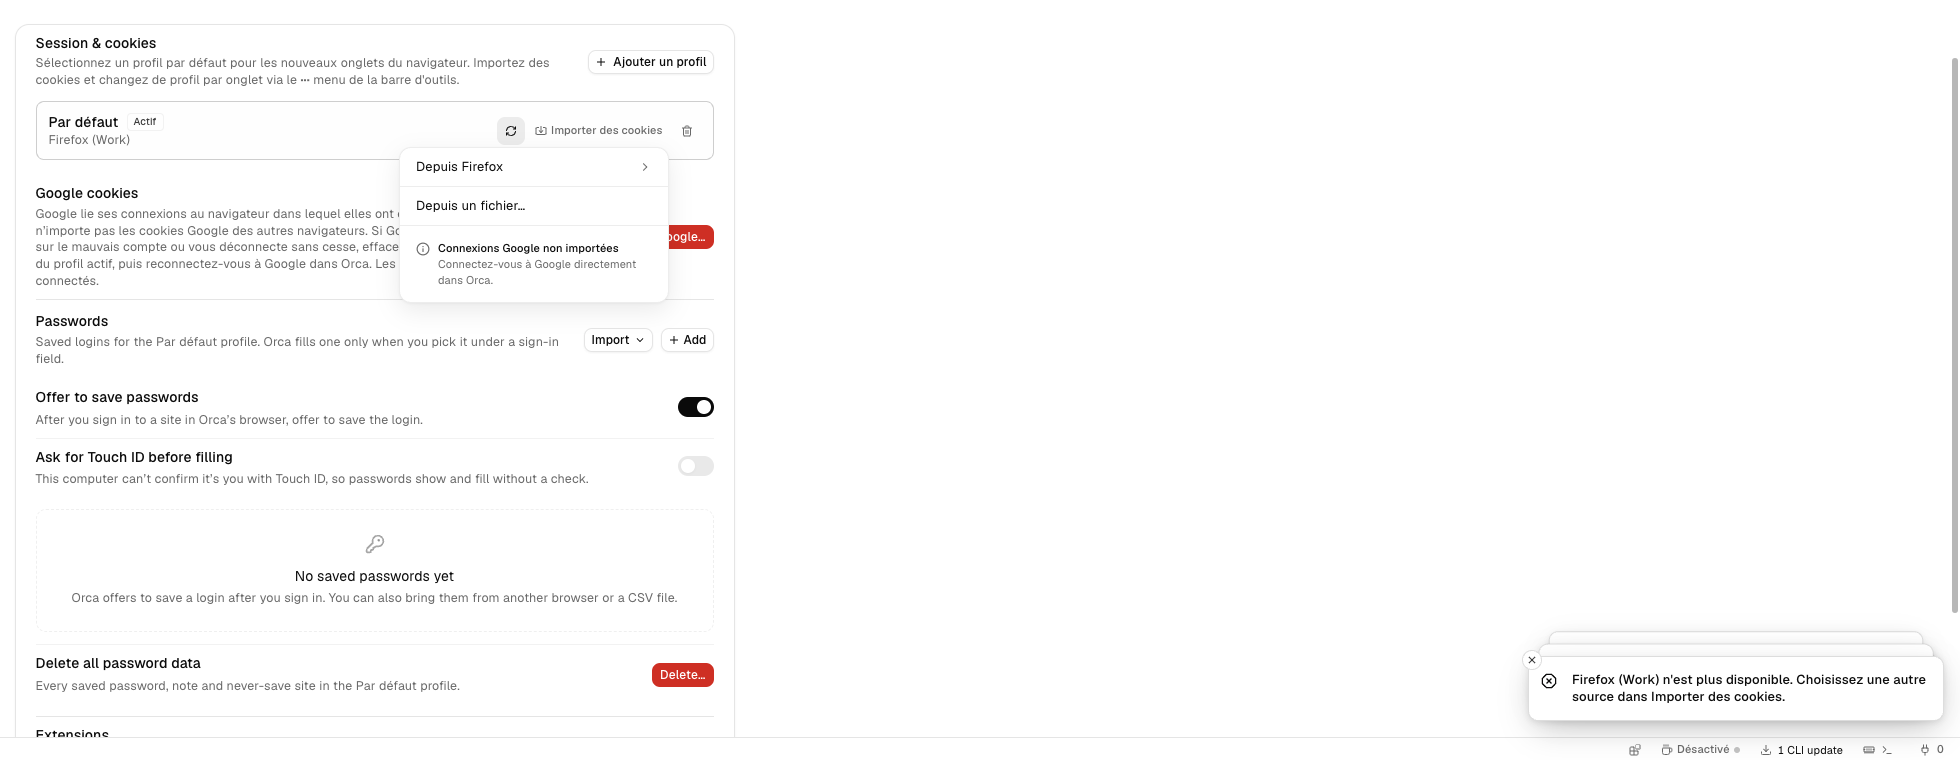 Session & cookies
Sélectionnez un profil par défaut pour les nouveaux onglets du navigateur. Importez des
cookies et changez de profil par onglet via le ··· menu de la barre d'outils.
+ Ajouter un profil
Par défaut Actif
Firefox (Work)
Importer des cookies
Depuis Firefox
Depuis un fichier…
Connexions Google non importées
Connectez-vous à Google directement
dans Orca.
Google cookies
Google lie ses connexions au navigateur dans lequel elles ont
n’importe pas les cookies Google des autres navigateurs. Si
sur le mauvais compte ou vous déconnecte sans cesse,
du profil actif, puis reconnectez-vous à Google dans Orca. Les
connectés.
Passwords
Saved logins for the Par défaut profile. Orca fills one only when you pick it under a sign-in
field.
Import
+ Add
Offer to save passwords
After you sign in to a site in Orca’s browser, offer to save the login.
Ask for Touch ID before filling
This computer can’t confirm it’s you with Touch ID, so passwords show and fill without a check.
No saved passwords yet
Orca offers to save a login after you sign in. You can also bring them from another browser or a CSV file.
Delete all password data
Every saved password, note and never-save site in the Par défaut profile.
Delete…
Extensions
Firefox (Work) n'est plus disponible. Choisissez une autre
source dans Importer des cookies.
Désactivé
1 CLI update
0